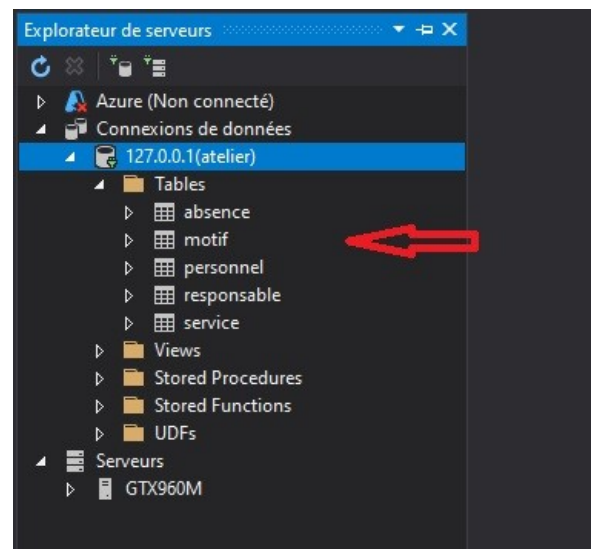 Explorateur de serveurs
Azure (Non connecté)
Connexions de données
127.0.0.1(atelier)
Tables
absence
motif
personnel
responsable
service
Views
Stored Procedures
Stored Functions
UDFs
Serveurs
GTX960M